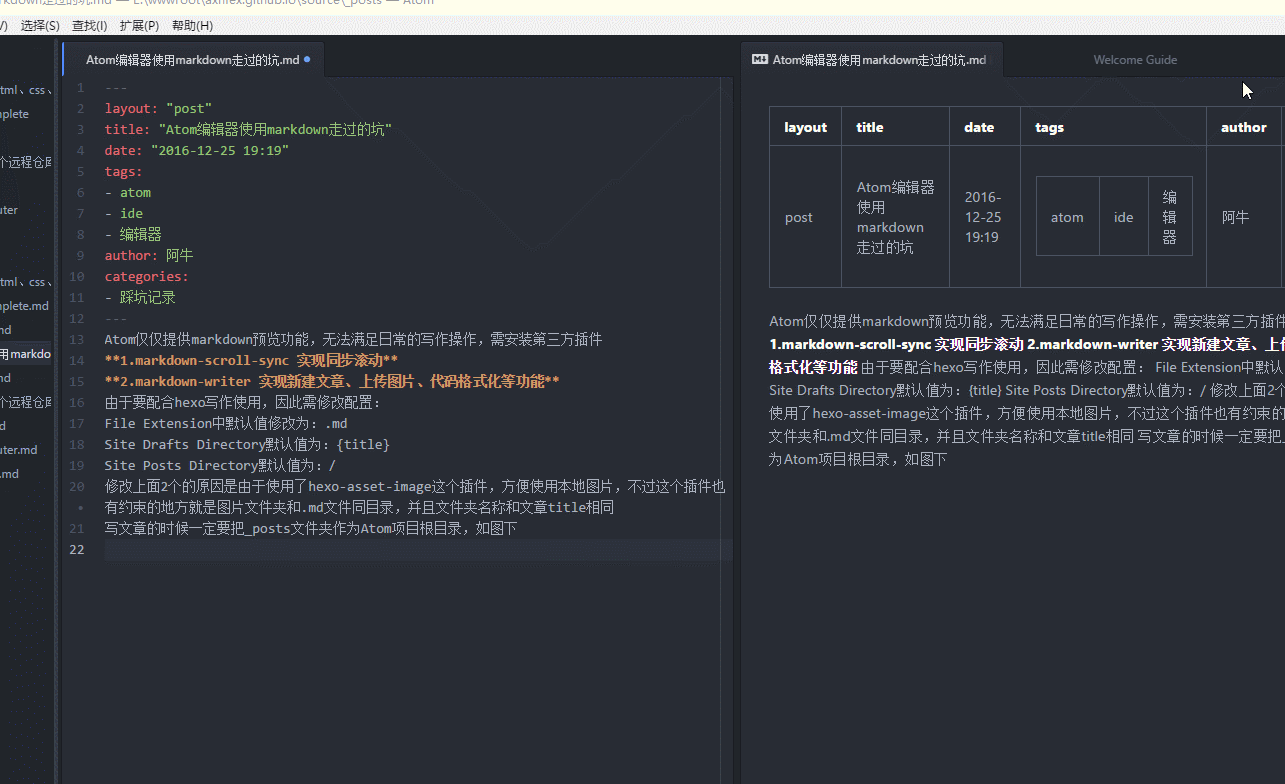 rkdown走过的坑.md — E:\wwwroot\axhlex.github.io\source\_posts — Atom
V) 选择(S) 查找(I) 扩展(P) 帮助(H)
tml、css、
nplete
个远程仓库
uter
tml、css、
nplete.md
nd
用markdo
nd
个远程仓库
d
uter.md
.md
Atom编辑器使用markdown走过的坑.md
1 ---
2 layout: "post"
3 title: "Atom编辑器使用markdown走过的坑"
4 date: "2016-12-25 19:19"
5 tags:
6 - atom
7 - ide
8 - 编辑器
9 author: 阿牛
10 categories:
11 - 踩坑记录
12 ---
13 Atom仅仅提供markdown预览功能，无法满足日常的写作操作，需安装第三方插件
14 **1.markdown-scroll-sync 实现同步滚动**
15 **2.markdown-writer 实现新建文章、上传图片、代码格式化等功能**
16 由于要配合hexo写作使用，因此需修改配置：
17 File Extension中默认值修改为：.md
18 Site Drafts Directory默认值为：{title}
19 Site Posts Directory默认值为：/
20 修改上面2个的原因是由于使用了hexo-asset-image这个插件，方便使用本地图片，不过这个插件也
• 有约束的地方就是图片文件夹和.md文件同目录，并且文件夹名称和文章title相同
21 写文章的时候一定要把_posts文件夹作为Atom项目根目录，如图下
22
Atom编辑器使用markdown走过的坑.md
Welcome Guide
layout title date tags author
post
Atom编辑器
使用
markdown
走过的坑
2016-
12-25
19:19
atom ide
编
辑
器
阿牛
Atom仅仅提供markdown预览功能，无法满足日常的写作操作，需安装第三方插件
1.markdown-scroll-sync 实现同步滚动 2.markdown-writer 实现新建文章、上传
格式化等功能 由于要配合hexo写作使用，因此需修改配置： File Extension中默认
Site Drafts Directory默认值为：{title} Site Posts Directory默认值为：/ 修改上面2个
使用了hexo-asset-image这个插件，方便使用本地图片，不过这个插件也有约束的
文件夹和.md文件同目录，并且文件夹名称和文章title相同 写文章的时候一定要把_
为Atom项目根目录，如图下